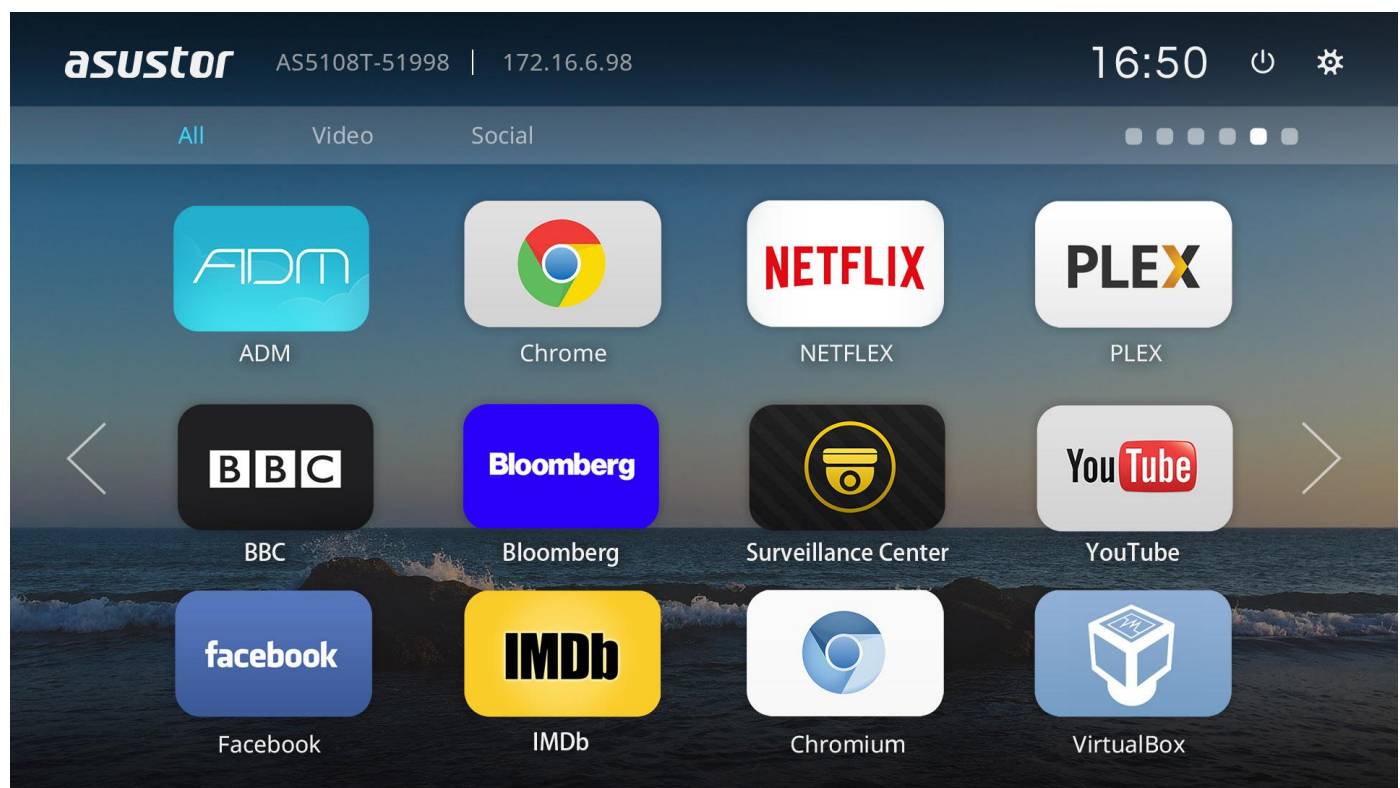 asustor AS5108T-51998 | 172.16.6.98 16:50
All Video Social
ADM NETFLIX PLEX
ADM Chrome NETFLEX PLEX
BBC Bloomberg YouTube
BBC Bloomberg Surveillance Center YouTube
facebook IMDb
Facebook IMDb Chromium VirtualBox